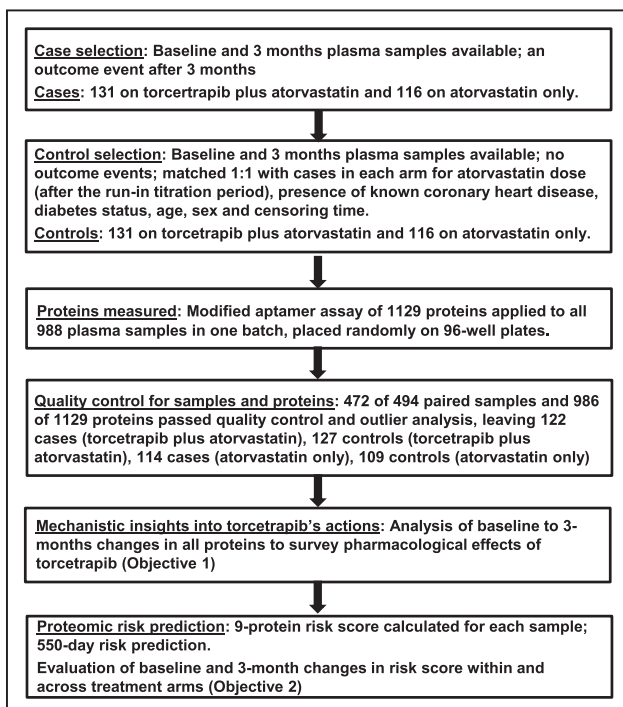 Case selection: Baseline and 3 months plasma samples available; an
outcome event after 3 months
Cases: 131 on torcertrapib plus atorvastatin and 116 on atorvastatin only.
Control selection: Baseline and 3 months plasma samples available; no
outcome events; matched 1:1 with cases in each arm for atorvastatin dose
(after the run-in titration period), presence of known coronary heart disease,
diabetes status, age, sex and censoring time.
Controls: 131 on torcetrapib plus atorvastatin and 116 on atorvastatin only.
Proteins measured: Modified aptamer assay of 1129 proteins applied to all
988 plasma samples in one batch, placed randomly on 96-well plates.
Quality control for samples and proteins: 472 of 494 paired samples and 986
of 1129 proteins passed quality control and outlier analysis, leaving 122
cases (torcetrapib plus atorvastatin), 127 controls (torcetrapib plus
atorvastatin), 114 cases (atorvastatin only), 109 controls (atorvastatin only)
Mechanistic insights into torcetrapib's actions: Analysis of baseline to 3-
months changes in all proteins to survey pharmacological effects of
torcetrapib (Objective 1)
Proteomic risk prediction: 9-protein risk score calculated for each sample;
550-day risk prediction.
Evaluation of baseline and 3-month changes in risk score within and
across treatment arms (Objective 2)